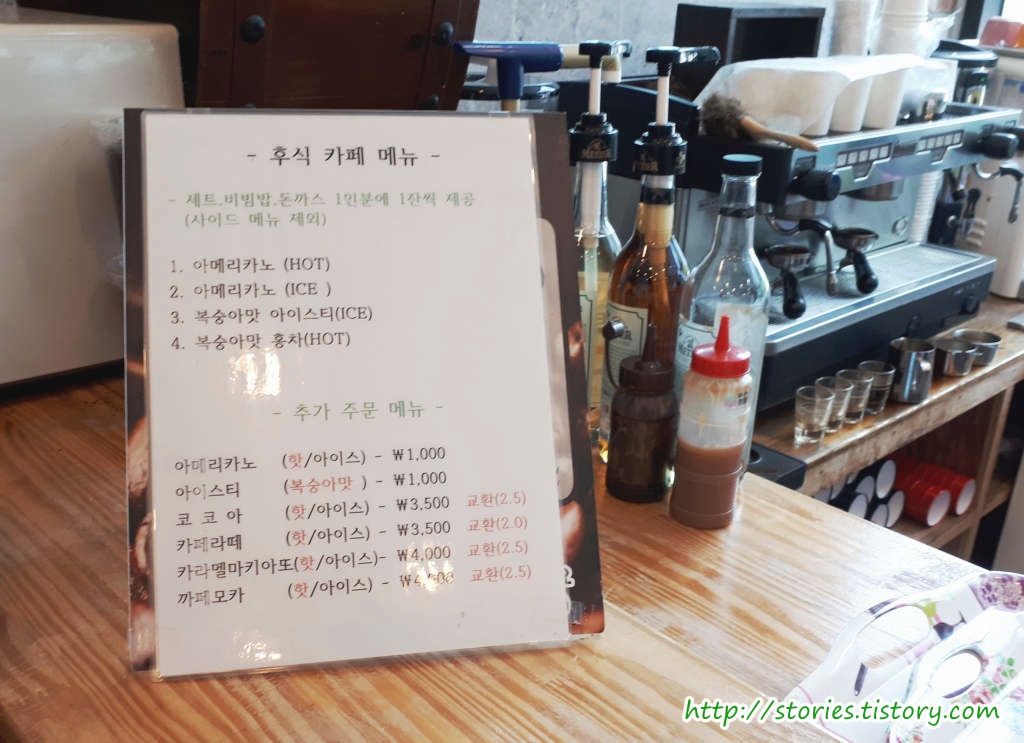 - 후식 카페 메뉴 -
- 세트.비빔밥.돈까스 1인분에 1잔씩 제공
(사이드 메뉴 제외)
1. 아메리카노 (HOT)
2. 아메리카노 (ICE )
3. 복숭아맛 아이스티(ICE)
4. 복숭아맛 홍차(HOT)
- 추가 주문 메뉴 -
아메리카노 (핫/아이스) - ₩1,000
아이스티 (복숭아맛 ) - ₩1,000
코 코 아 (핫/아이스) - ₩3,500 교환(2.5)
카페라떼 (핫/아이스) - ₩3,500 교환(2.0)
카라멜마키아또(핫/아이스)- ₩4,000 교환(2.5)
까페모카 (핫/아이스) - 교환(2.5)
http://stories.tistory.com